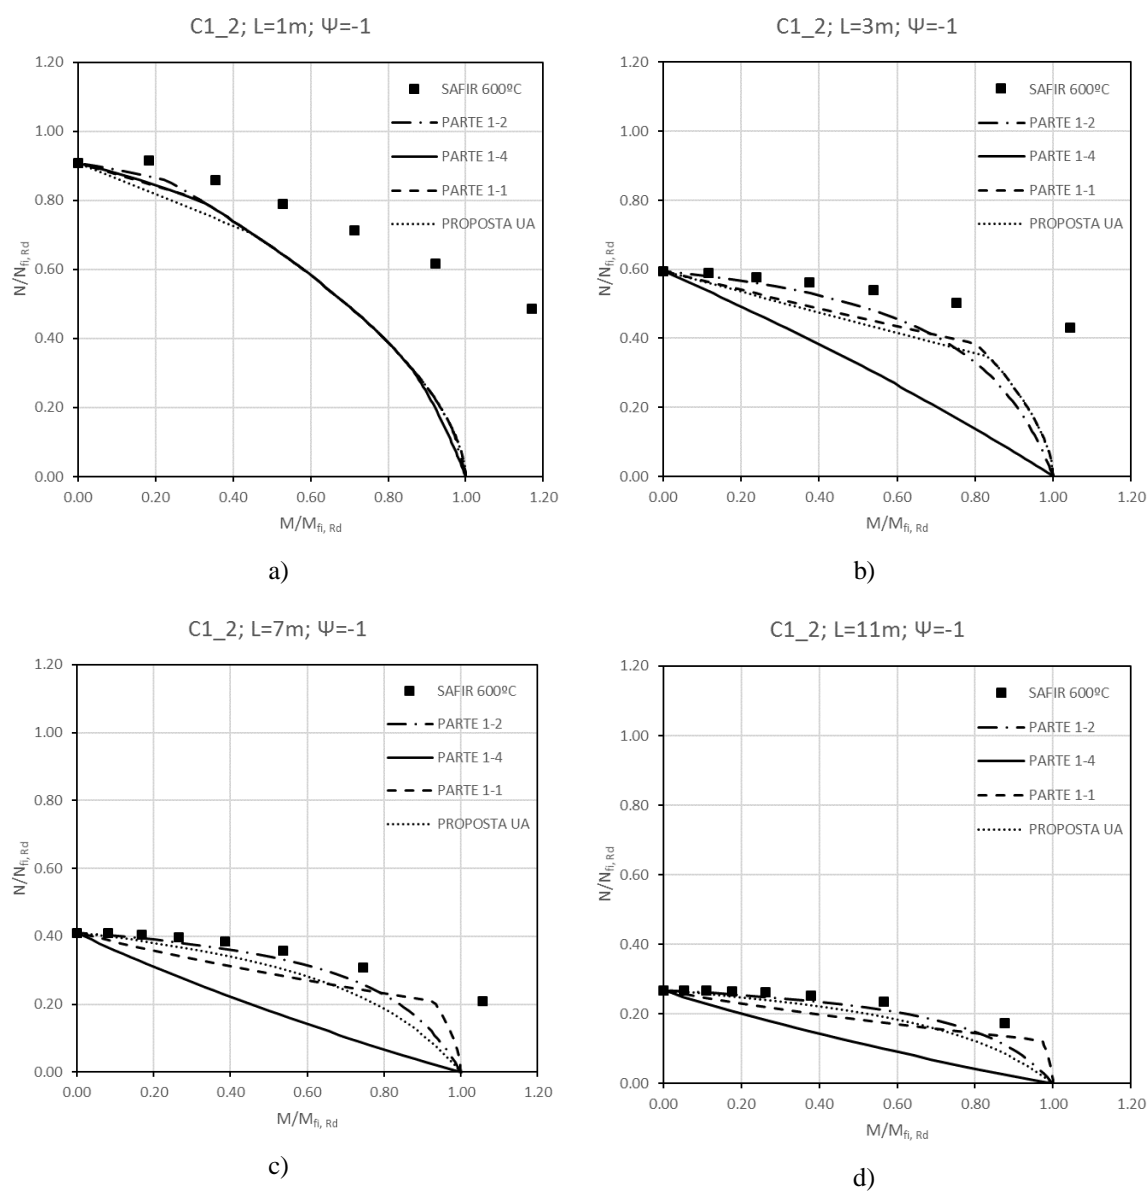 C1_2; L=1m; Ψ=-1
1.20
1.00
0.80
0.60
0.40
0.20
0.00
N/Nfi, Rd
0.00 0.20 0.40 0.60 0.80 1.00 1.20
M/Mfi, Rd
SAFIR 600ºC
PARTE 1-2
PARTE 1-4
PARTE 1-1
PROPOSTA UA
a)
C1_2; L=3m; Ψ=-1
1.20
1.00
0.80
0.60
0.40
0.20
0.00
N/Nfi, Rd
0.00 0.20 0.40 0.60 0.80 1.00 1.20
M/Mfi, Rd
SAFIR 600ºC
PARTE 1-2
PARTE 1-4
PARTE 1-1
PROPOSTA UA
b)
C1_2; L=7m; Ψ=-1
1.20
1.00
0.80
0.60
0.40
0.20
0.00
N/Nfi, Rd
0.00 0.20 0.40 0.60 0.80 1.00 1.20
M/Mfi, Rd
SAFIR 600ºC
PARTE 1-2
PARTE 1-4
PARTE 1-1
PROPOSTA UA
c)
C1_2; L=11m; Ψ=-1
1.20
1.00
0.80
0.60
0.40
0.20
0.00
N/Nfi, Rd
0.00 0.20 0.40 0.60 0.80 1.00 1.20
M/Mfi, Rd
SAFIR 600ºC
PARTE 1-2
PARTE 1-4
PARTE 1-1
PROPOSTA UA
d)